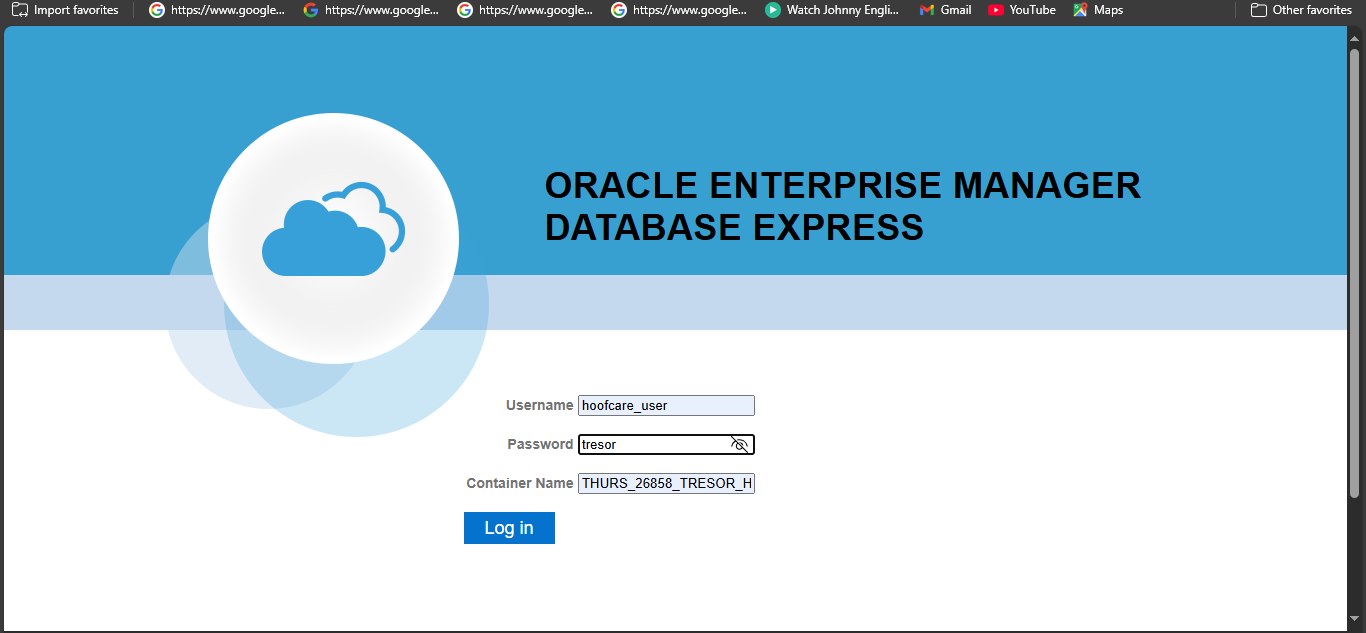 Import favorites https://www.google... https://www.google... https://www.google... https://www.google... Watch Johnny Engli... Gmail YouTube Maps Other favorites
ORACLE ENTERPRISE MANAGER
DATABASE EXPRESS
Username hoofcare_user
Password tresor
Container Name THURS_26858_TRESOR_H
Log in